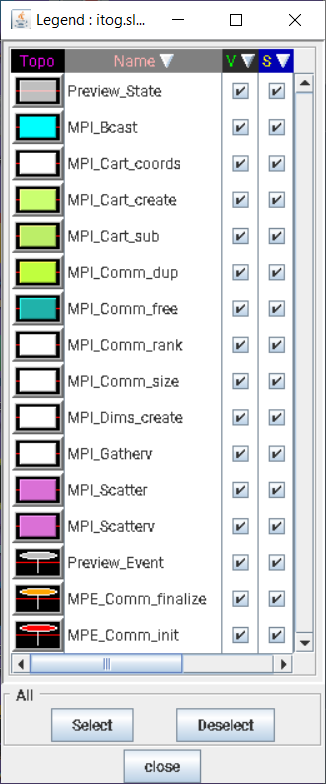 Legend : itog.sl...
Topo Name V S
Preview_State
MPI_Bcast
MPI_Cart_coords
MPI_Cart_create
MPI_Cart_sub
MPI_Comm_dup
MPI_Comm_free
MPI_Comm_rank
MPI_Comm_size
MPI_Dims_create
MPI_Gatherv
MPI_Scatter
MPI_Scatterv
Preview_Event
MPE_Comm_finalize
MPE_Comm_init
All
Select Deselect
close